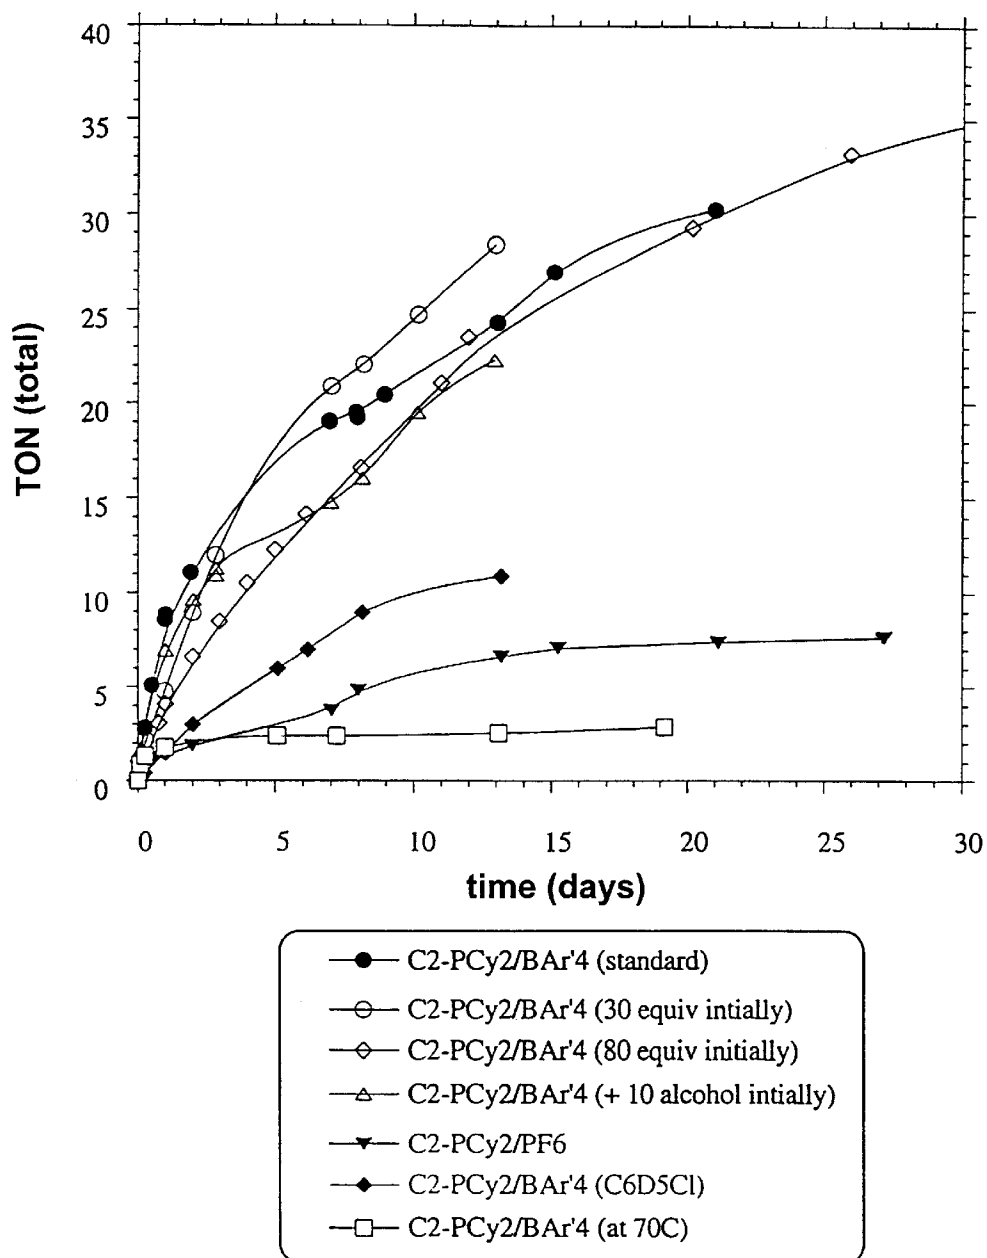 40
35
30
25
20
15
10
5
0
TON (total)
0 5 10 15 20 25 30
time (days)
C2-PCy2/BAr'4 (standard)
C2-PCy2/BAr'4 (30 equiv intially)
C2-PCy2/BAr'4 (80 equiv initially)
C2-PCy2/BAr'4 (+ 10 alcohol intially)
C2-PCy2/PF6
C2-PCy2/BAr'4 (C6D5Cl)
C2-PCy2/BAr'4 (at 70C)